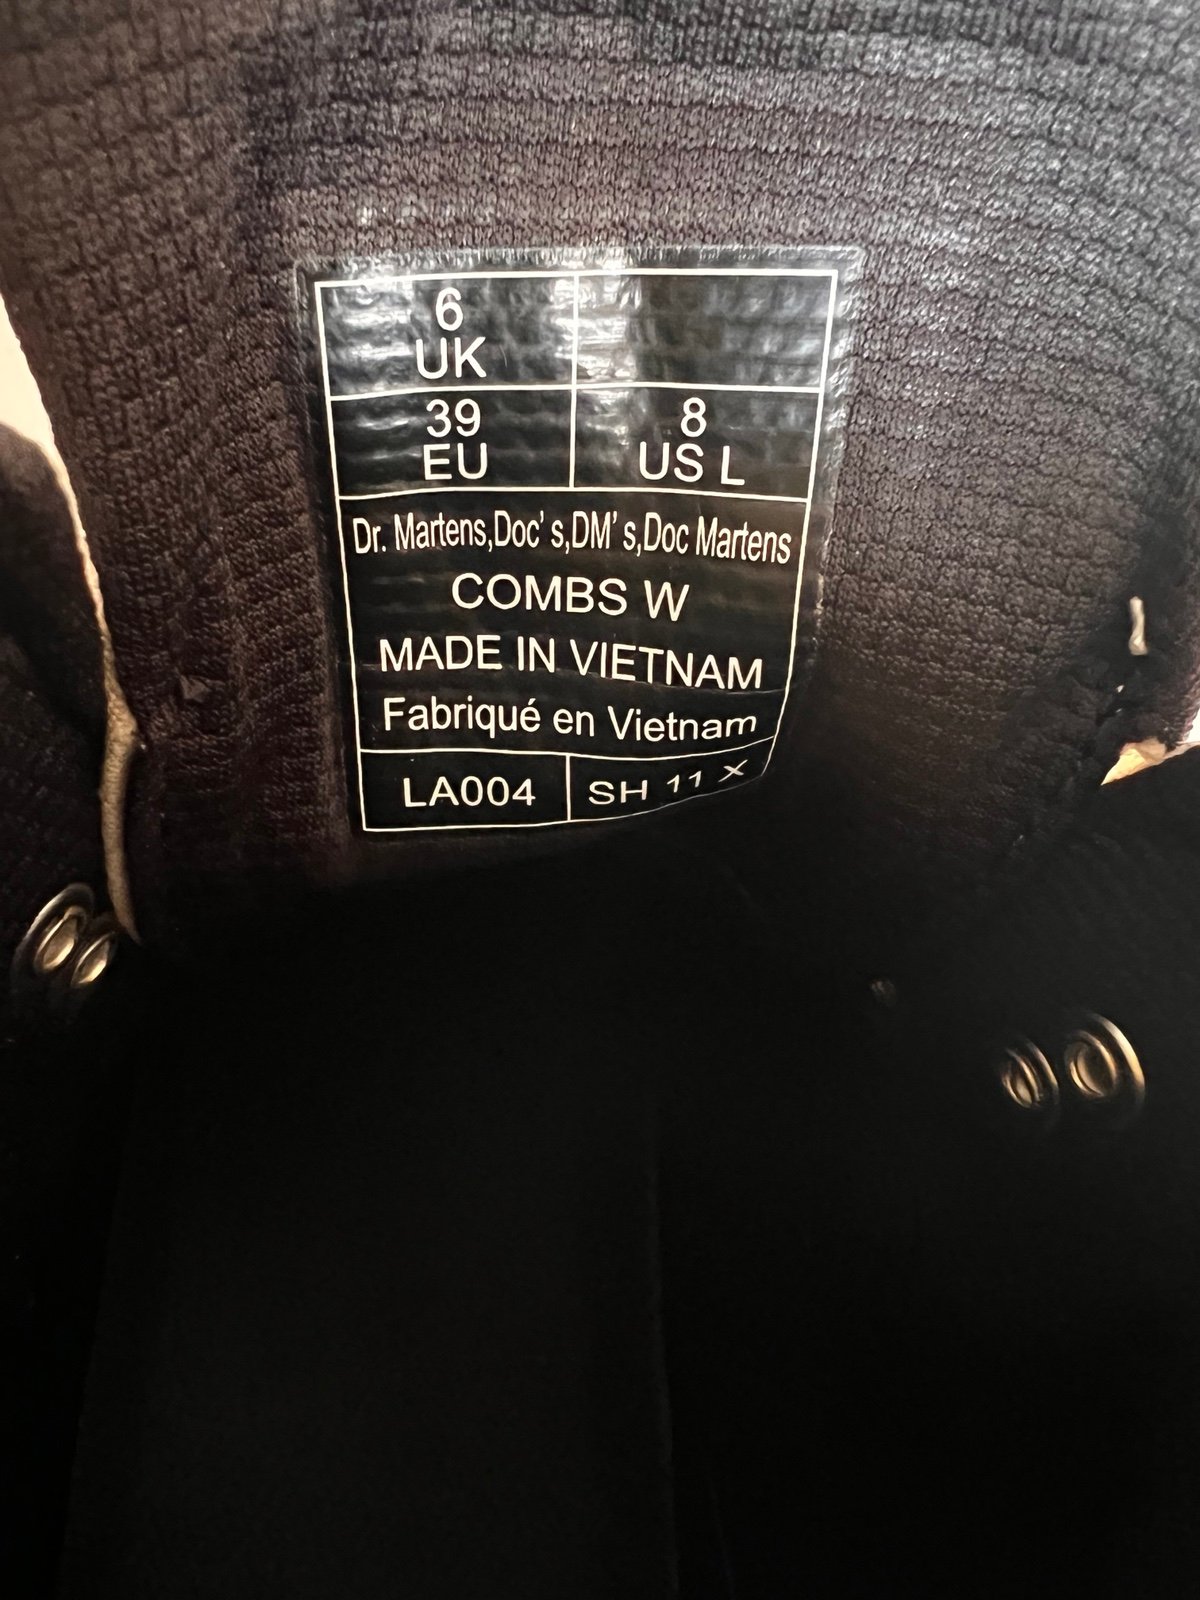 6
UK
39
EU
8
US L
Dr. Martens,Doc' s,DM' s,Doc Martens
COMBS W
MADE IN VIETNAM
Fabriqué en Vietnam
LA004
SH 11 X